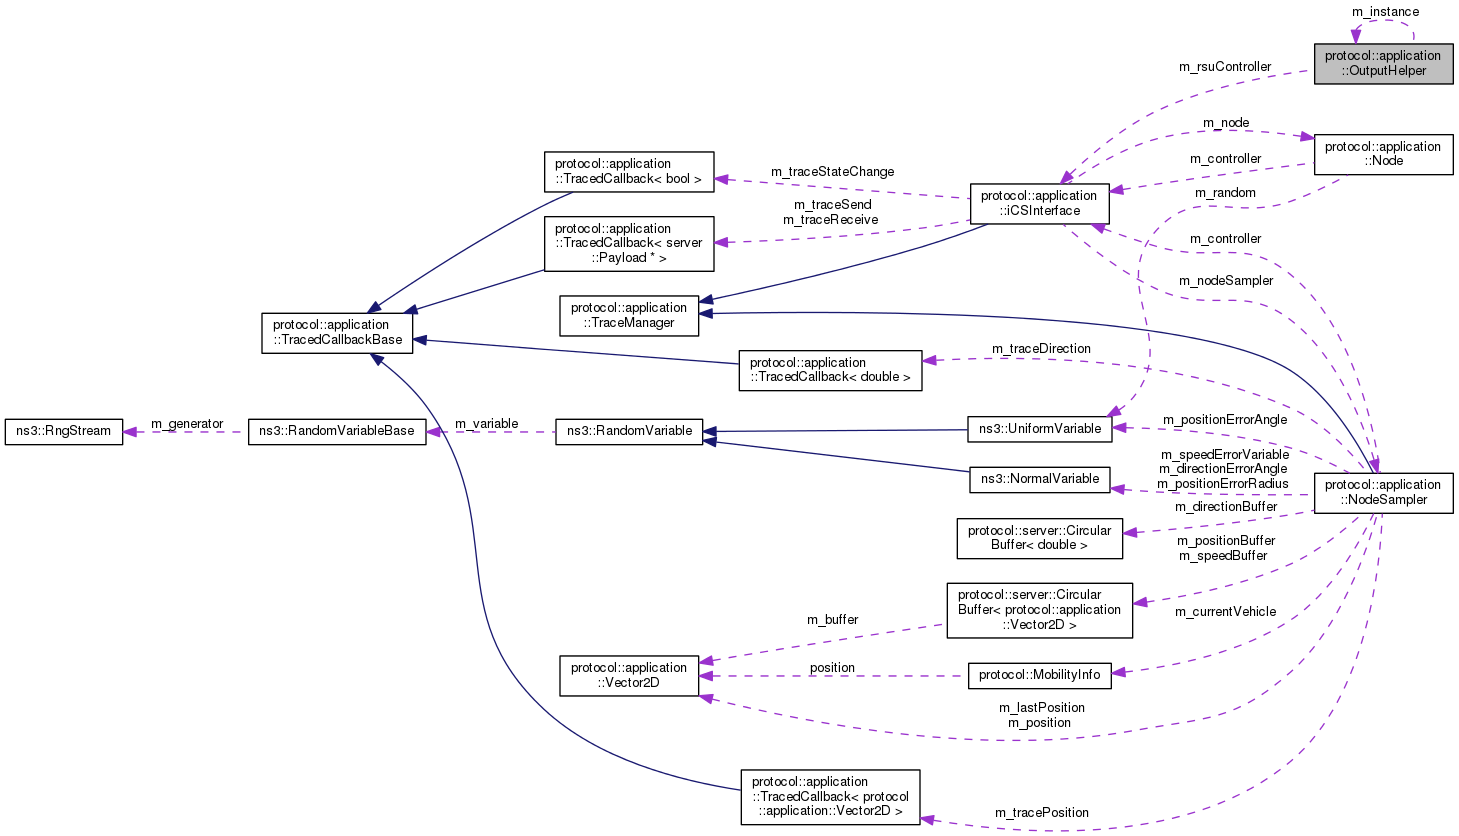 m_instance
protocol::application
::OutputHelper
m_rsuController
m_node
protocol::application
::Node
m_controller
m_random
protocol::application
::TracedCallback< bool >
m_traceStateChange
protocol::application
::iCSInterface
m_traceSend
m_traceReceive
protocol::application
::TracedCallback< server
::Payload * >
m_controller
m_nodeSampler
protocol::application
::TraceManager
protocol::application
::TracedCallbackBase
m_traceDirection
protocol::application
::TracedCallback< double >
ns3::RngStream
m_generator
ns3::RandomVariableBase
m_variable
ns3::RandomVariable
ns3::UniformVariable
m_positionErrorAngle
m_speedErrorVariable
m_directionErrorAngle
m_positionErrorRadius
ns3::NormalVariable
protocol::application
::NodeSampler
m_directionBuffer
protocol::server::Circular
Buffer< double >
m_positionBuffer
m_speedBuffer
protocol::server::Circular
Buffer< protocol::application
::Vector2D >
m_buffer
m_currentVehicle
protocol::application
::Vector2D
position
protocol::MobilityInfo
m_lastPosition
m_position
protocol::application
::TracedCallback< protocol
::application::Vector2D >
m_tracePosition